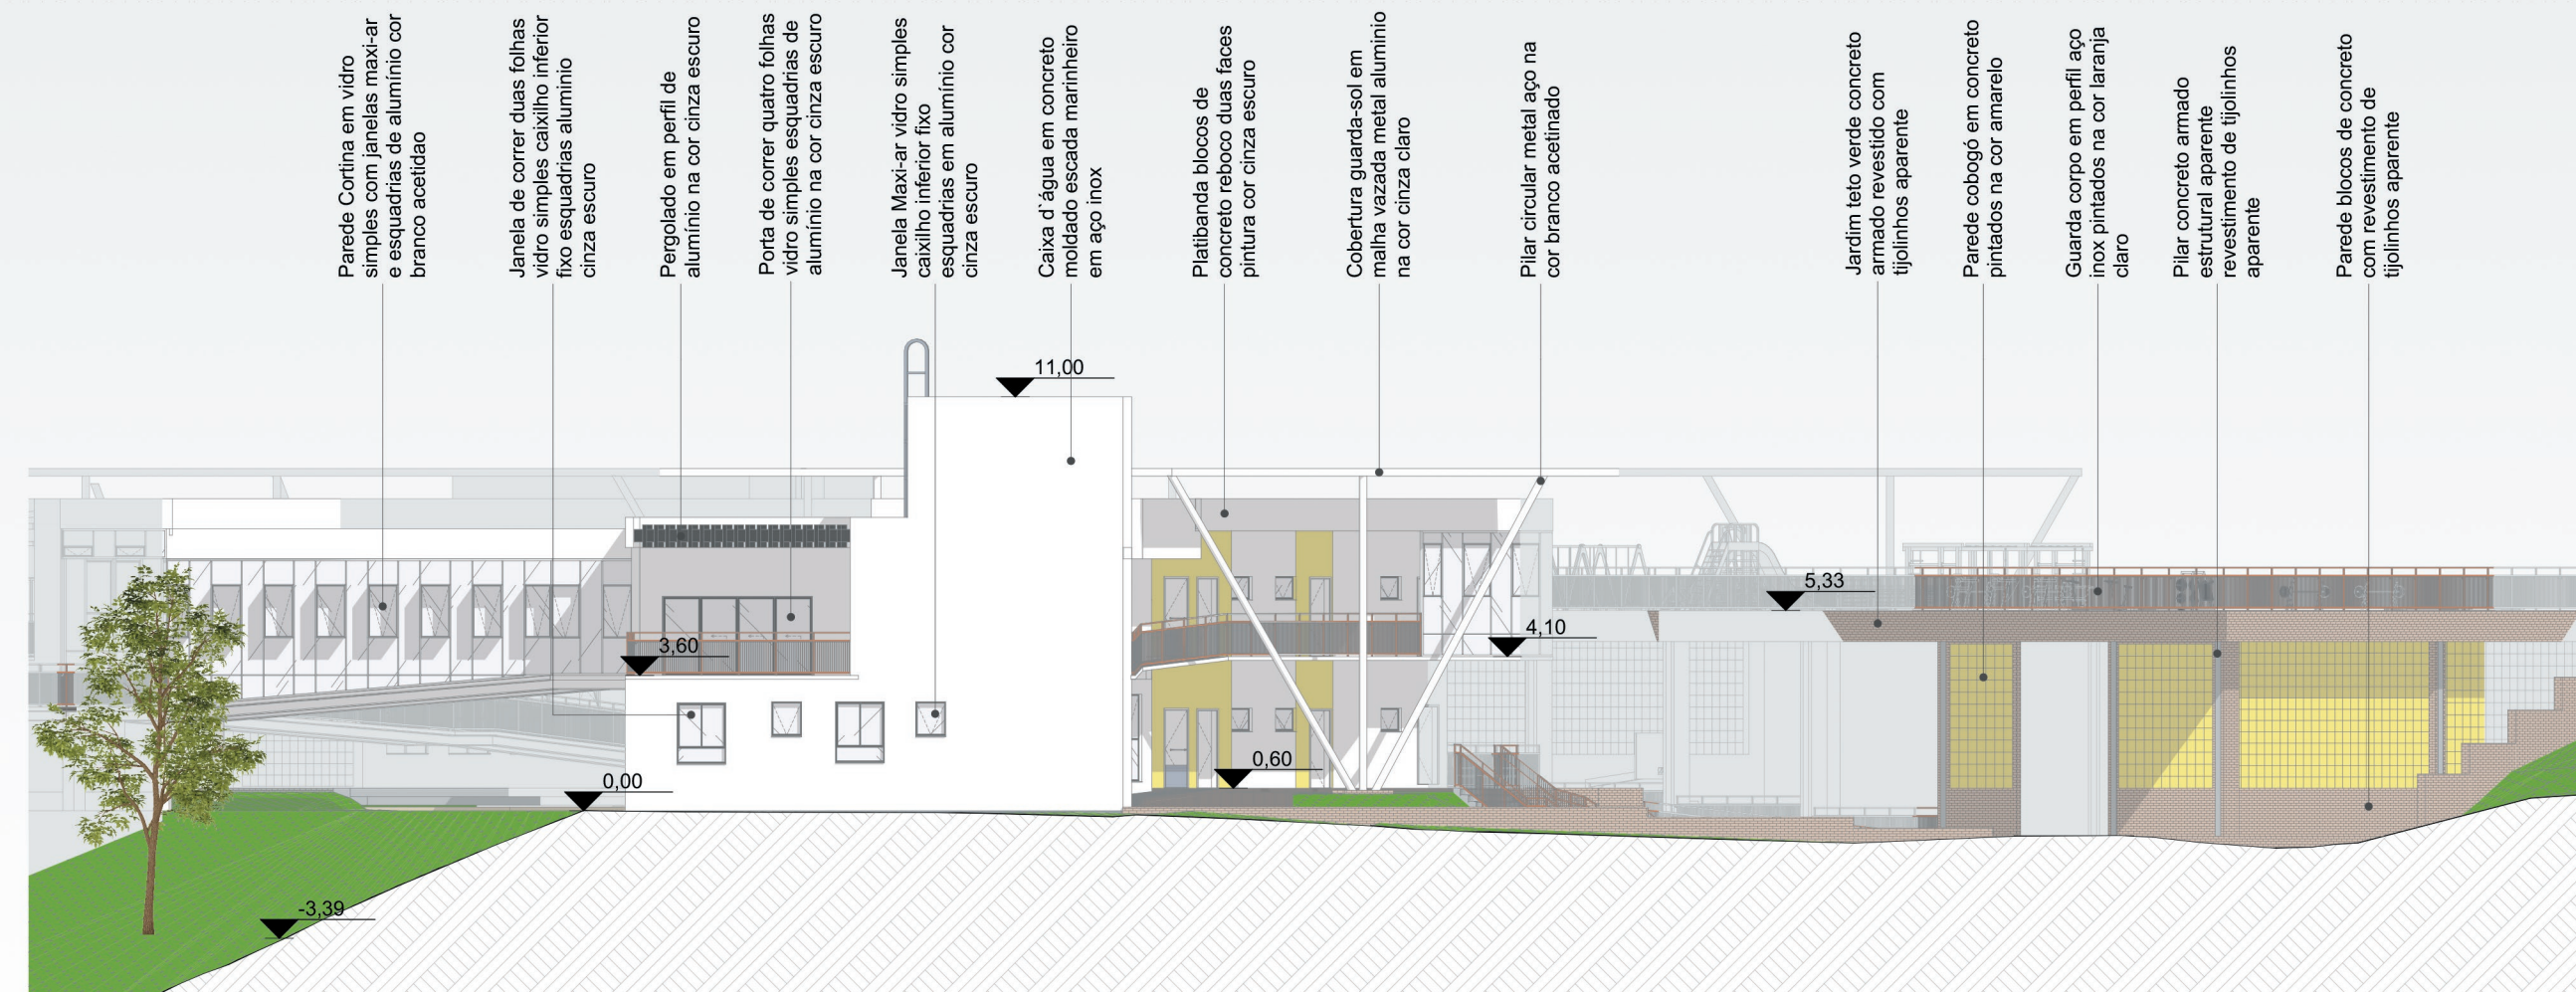 Parede Cortina em vidro
simples com janelas maxi-ar
e esquadrias de alumínio cor
branco acetidao
Janela de correr duas folhas
vidro simples caixilho inferior
fixo esquadrias aluminio
cinza escuro
Pergolado em perfil de
alumínio na cor cinza escuro
Porta de correr quatro folhas
vidro simples esquadrias de
alumínio na cor cinza escuro
Janela Maxi-ar vidro simples
caixilho inferior fixo
esquadrias em alumínio cor
cinza escuro
Caixa d`água em concreto
moldado escada marinheiro
em aço inox
Platibanda blocos de
concreto reboco duas faces
pintura cor cinza escuro
Cobertura guarda-sol em
malha vazada metal aluminio
na cor cinza claro
Pilar circular metal aço na
cor branco acetinado
Jardim teto verde concreto
armado revestido com
tijolinhos aparente
Parede cobogó em concreto
pintados na cor amarelo
Guarda corpo em perfil aço
inox pintados na cor laranja
claro
Pilar concreto armado
estrutural aparente
revestimento de tijolinhos
aparente
Parede blocos de concreto
com revestimento de
tijolinhos aparente
11,00
5,33
4,10
3,60
0,60
0,00
-3,39